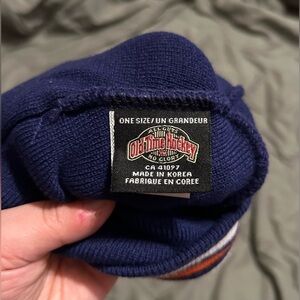 ONE SIZE/UN GRANDEUR
ALL GUTS
Old Time Hockey
NO GLORY
CA 41097
MADE IN KOREA
FABRIQUE EN COREE